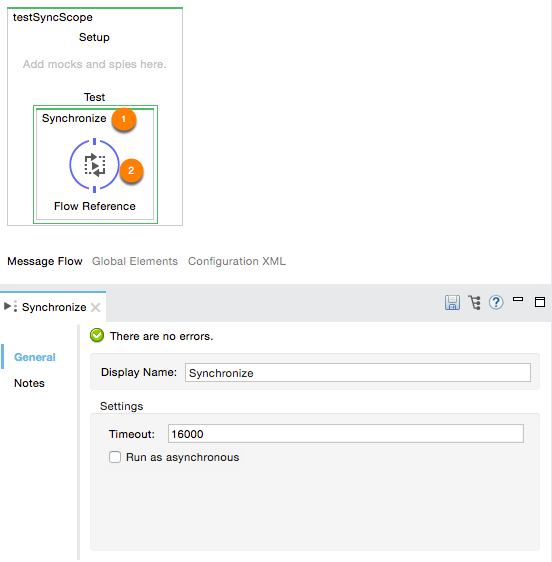 testSyncScope
Setup
Add mocks and spies here.
Test
Synchronize 1
2
Flow Reference
Message Flow Global Elements Configuration XML
Synchronize
There are no errors.
General
Notes
Display Name: Synchronize
Settings
Timeout: 16000
Run as asynchronous